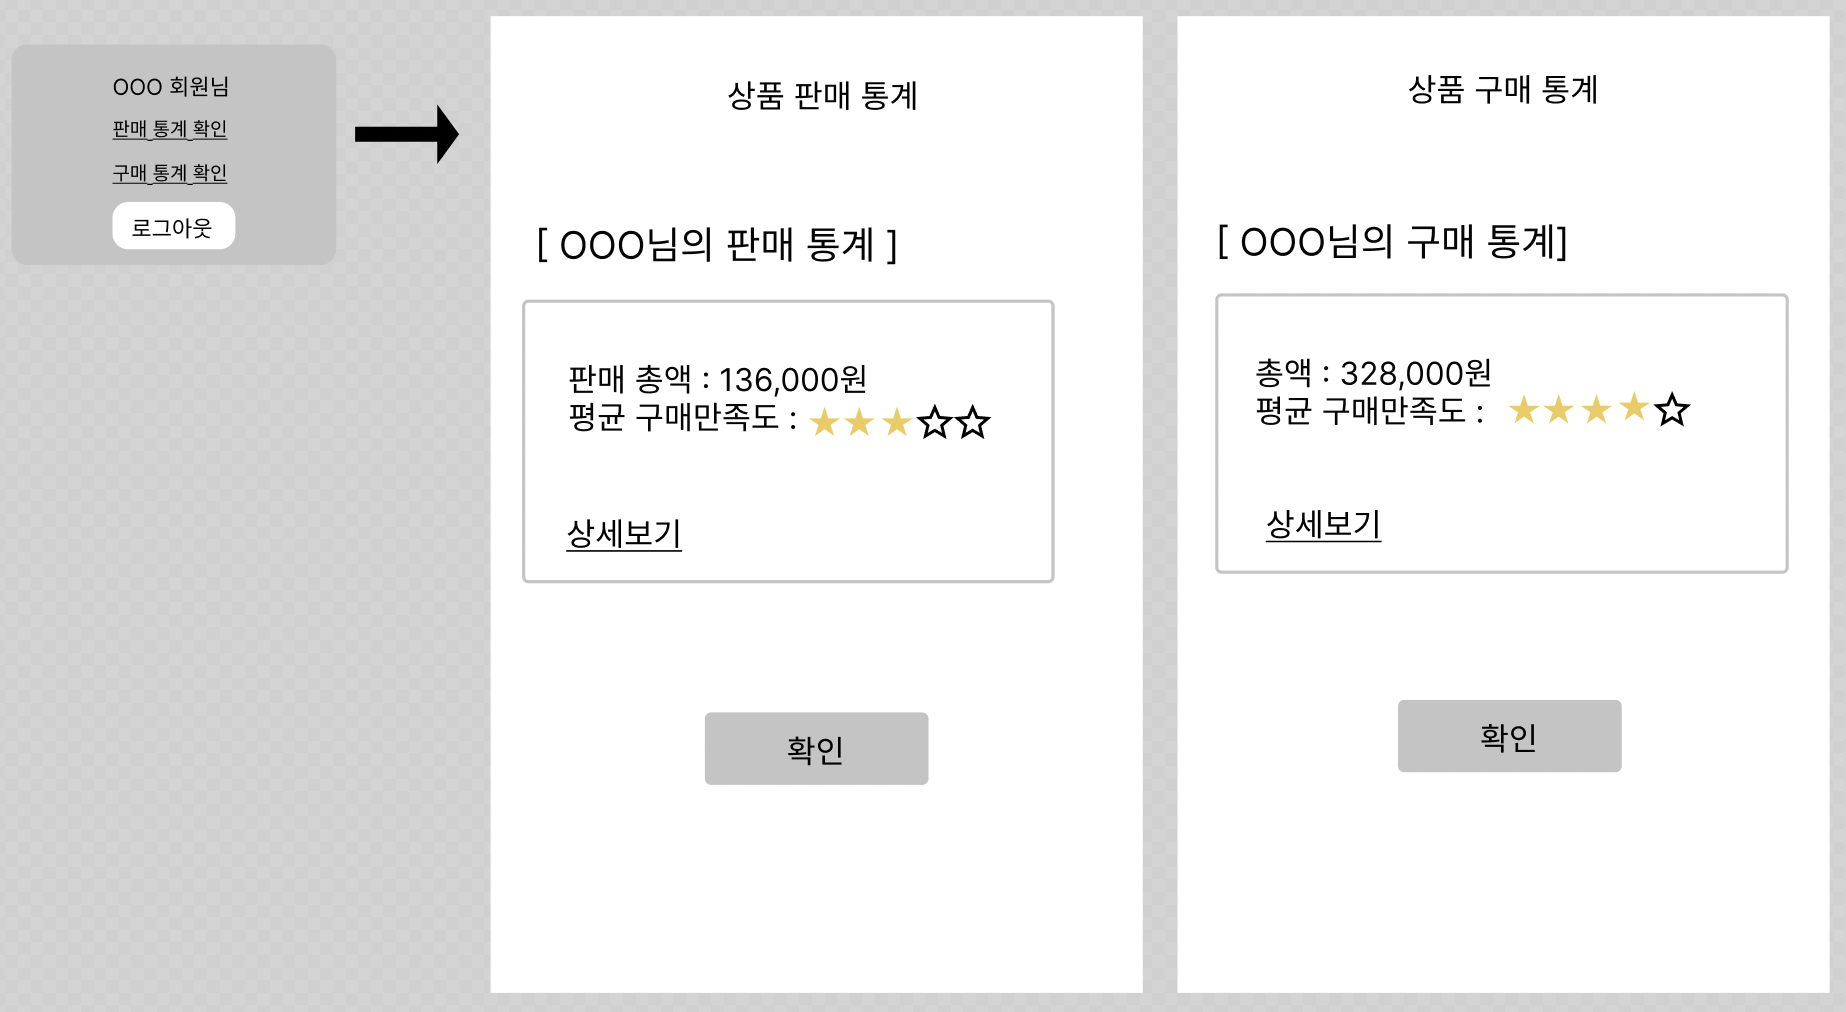 OOO 회원님
판매 통계 확인
구매 통계 확인
로그아웃
상품 판매 통계
[ OOO님의 판매 통계 ]
판매 총액 : 136,000원
평균 구매만족도 : ★★★☆☆
상세보기
확인
상품 구매 통계
[ OOO님의 구매 통계]
총액 : 328,000원
평균 구매만족도 : ★★★★☆
상세보기
확인